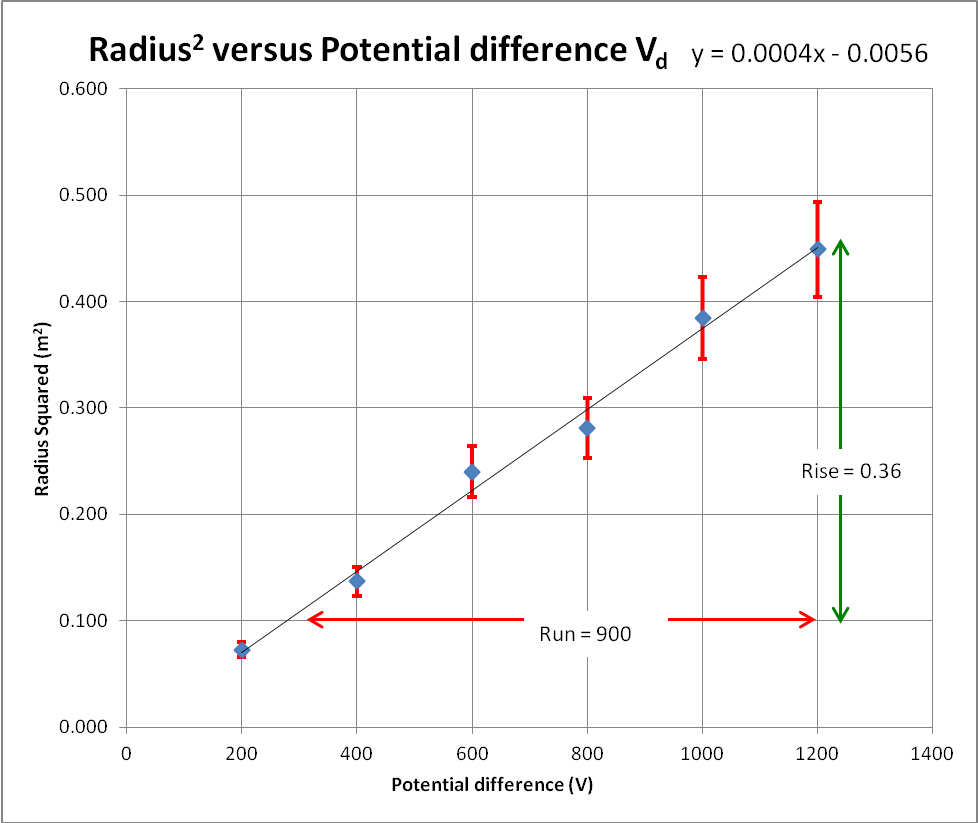 Radius² versus Potential difference Vd y = 0.0004x - 0.0056
0.600
0.500
0.400
0.300
0.200
0.100
0.000
Radius Squared (m²)
Rise = 0.36
Run = 900
0 200 400 600 800 1000 1200 1400
Potential difference (V)